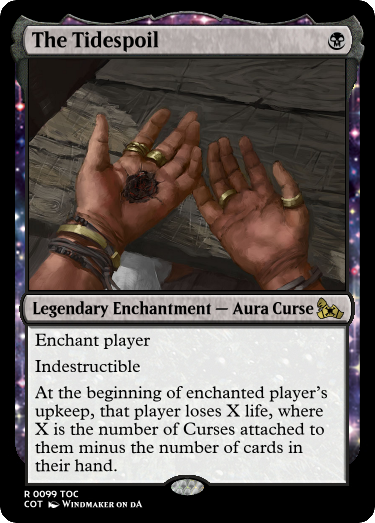 The Tidespoil
Legendary Enchantment — Aura Curse
Enchant player
Indestructible
At the beginning of enchanted player's
upkeep, that player loses X life, where
X is the number of Curses attached to
them minus the number of cards in
their hand.
R 0099 TOC
COT Windmaker on dA